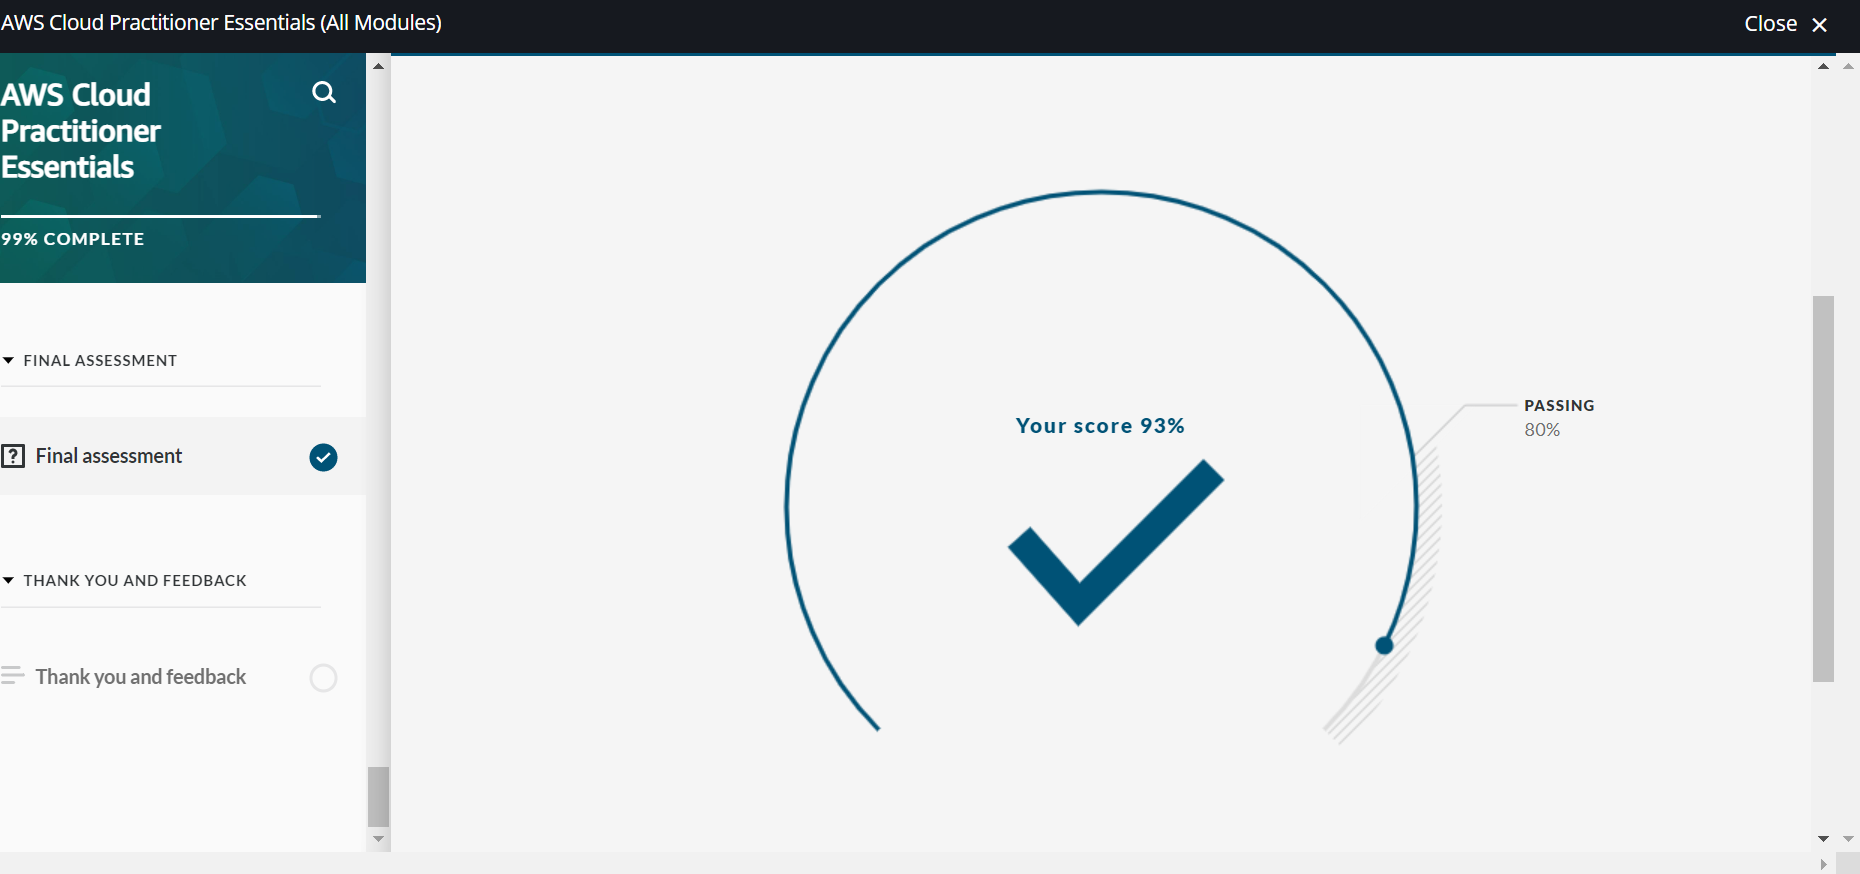 AWS Cloud Practitioner Essentials (All Modules)
Close ×
AWS Cloud
Practitioner
Essentials
99% COMPLETE
FINAL ASSESSMENT
Final assessment
THANK YOU AND FEEDBACK
Thank you and feedback
Your score 93%
PASSING
80%